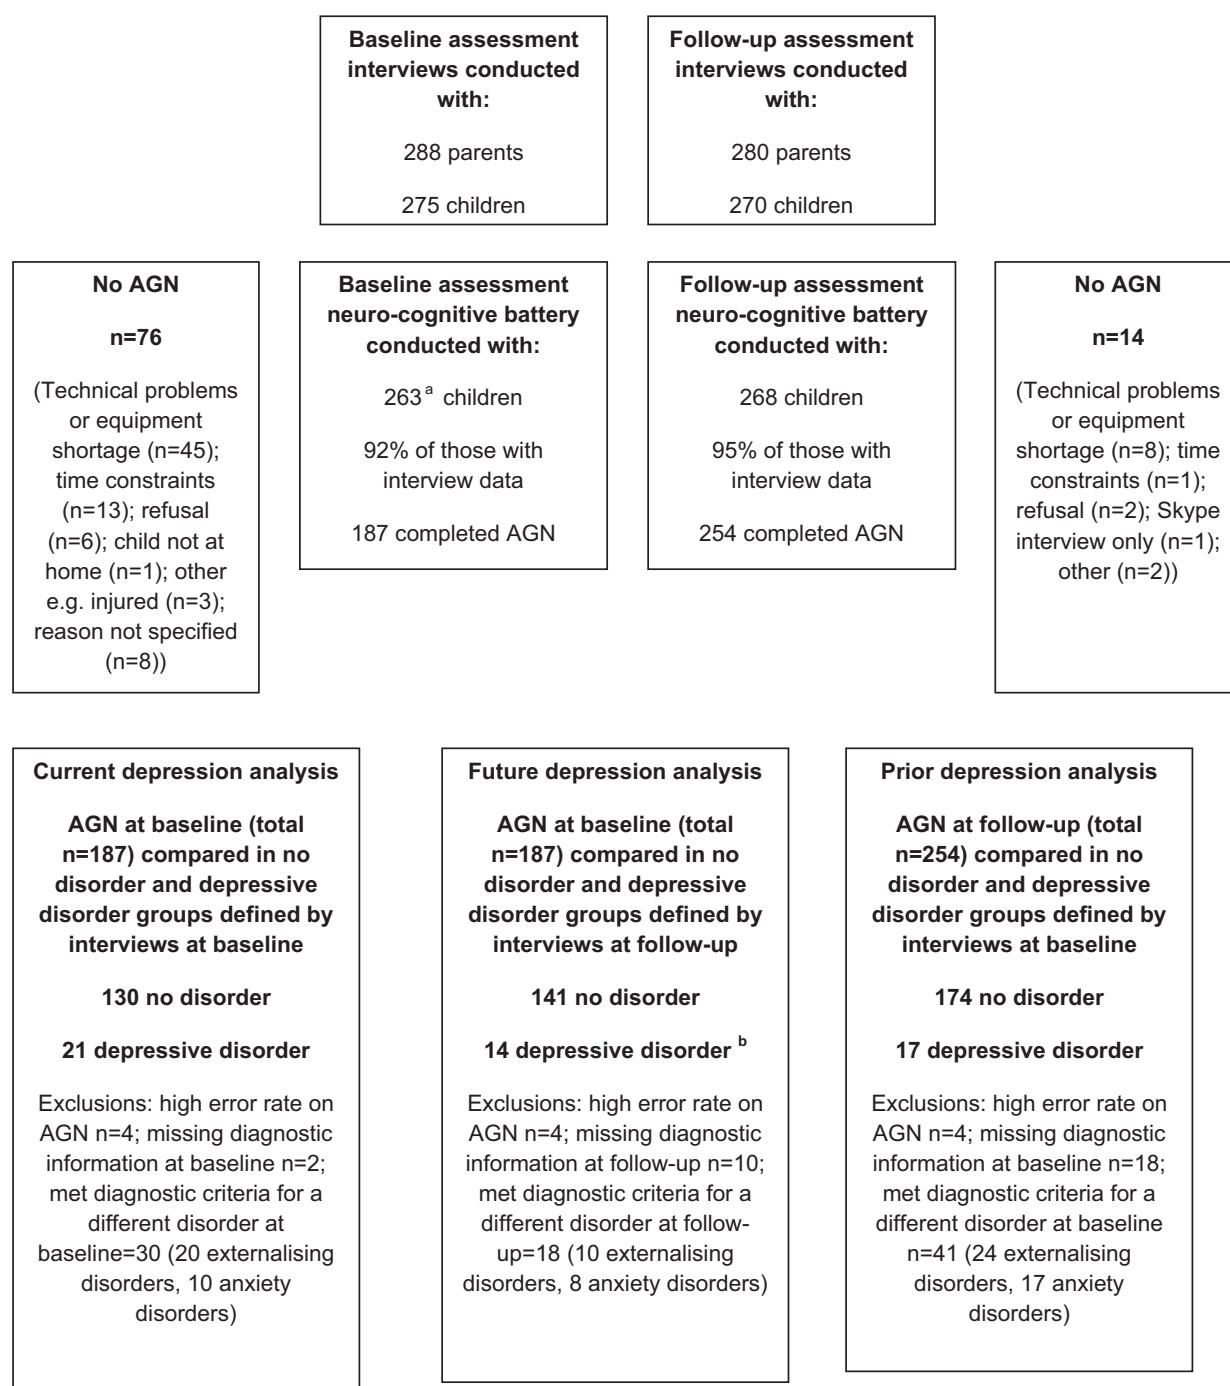 Baseline assessment
interviews conducted
with:
288 parents
275 children
Follow-up assessment
interviews conducted
with:
280 parents
270 children
No AGN
n=76
(Technical problems
or equipment
shortage (n=45);
time constraints
(n=13); refusal
(n=6); child not at
home (n=1); other
e.g. injured (n=3);
reason not specified
(n=8))
Baseline assessment
neuro-cognitive battery
conducted with:
263 a children
92% of those with
interview data
187 completed AGN
Follow-up assessment
neuro-cognitive battery
conducted with:
268 children
95% of those with
interview data
254 completed AGN
No AGN
n=14
(Technical problems
or equipment
shortage (n=8); time
constraints (n=1);
refusal (n=2); Skype
interview only (n=1);
other (n=2))
Current depression analysis
AGN at baseline (total
n=187) compared in no
disorder and depressive
disorder groups defined by
interviews at baseline
130 no disorder
21 depressive disorder
Exclusions: high error rate on
AGN n=4; missing diagnostic
information at baseline n=2;
met diagnostic criteria for a
different disorder at
baseline=30 (20 externalising
disorders, 10 anxiety
disorders)
Future depression analysis
AGN at baseline (total
n=187) compared in no
disorder and depressive
disorder groups defined by
interviews at follow-up
141 no disorder
14 depressive disorder b
Exclusions: high error rate on
AGN n=4; missing diagnostic
information at follow-up n=10;
met diagnostic criteria for a
different disorder at follow-
up=18 (10 externalising
disorders, 8 anxiety disorders)
Prior depression analysis
AGN at follow-up (total
n=254) compared in no
disorder and depressive
disorder groups defined by
interviews at baseline
174 no disorder
17 depressive disorder
Exclusions: high error rate on
AGN n=4; missing diagnostic
information at baseline n=18;
met diagnostic criteria for a
different disorder at baseline
n=41 (24 externalising
disorders, 17 anxiety
disorders)